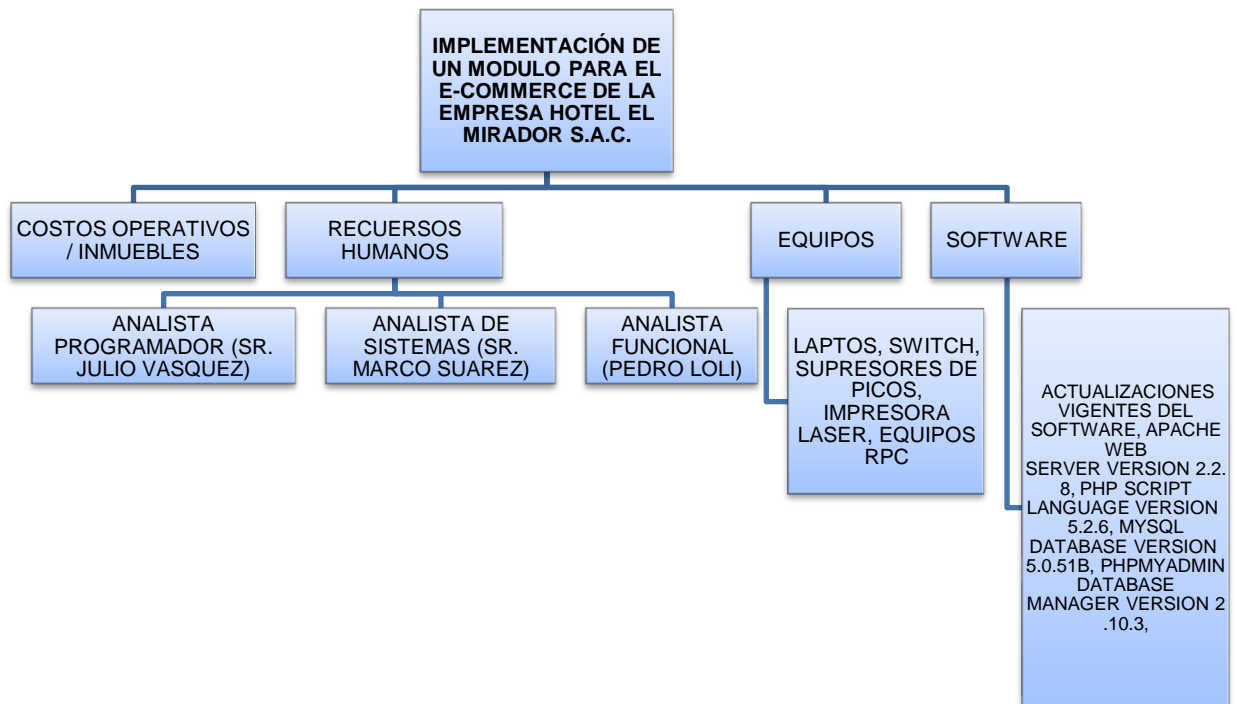 IMPLEMENTACIÓN DE
UN MODULO PARA EL
E-COMMERCE DE LA
EMPRESA HOTEL EL
MIRADOR S.A.C.
COSTOS OPERATIVOS
/ INMUEBLES
RECUERSOS
HUMANOS
EQUIPOS
SOFTWARE
ANALISTA
PROGRAMADOR (SR.
JULIO VASQUEZ)
ANALISTA DE
SISTEMAS (SR.
MARCO SUAREZ)
ANALISTA
FUNCIONAL
(PEDRO LOLI)
LAPTOS, SWITCH,
SUPRESORES DE
PICOS,
IMPRESORA
LASER, EQUIPOS
RPC
ACTUALIZACIONES
VIGENTES DEL
SOFTWARE, APACHE
WEB
SERVER VERSION 2.2.
8, PHP SCRIPT
LANGUAGE VERSION
5.2.6, MYSQL
DATABASE VERSION
5.0.51B, PHPMYADMIN
DATABASE
MANAGER VERSION 2
.10.3,